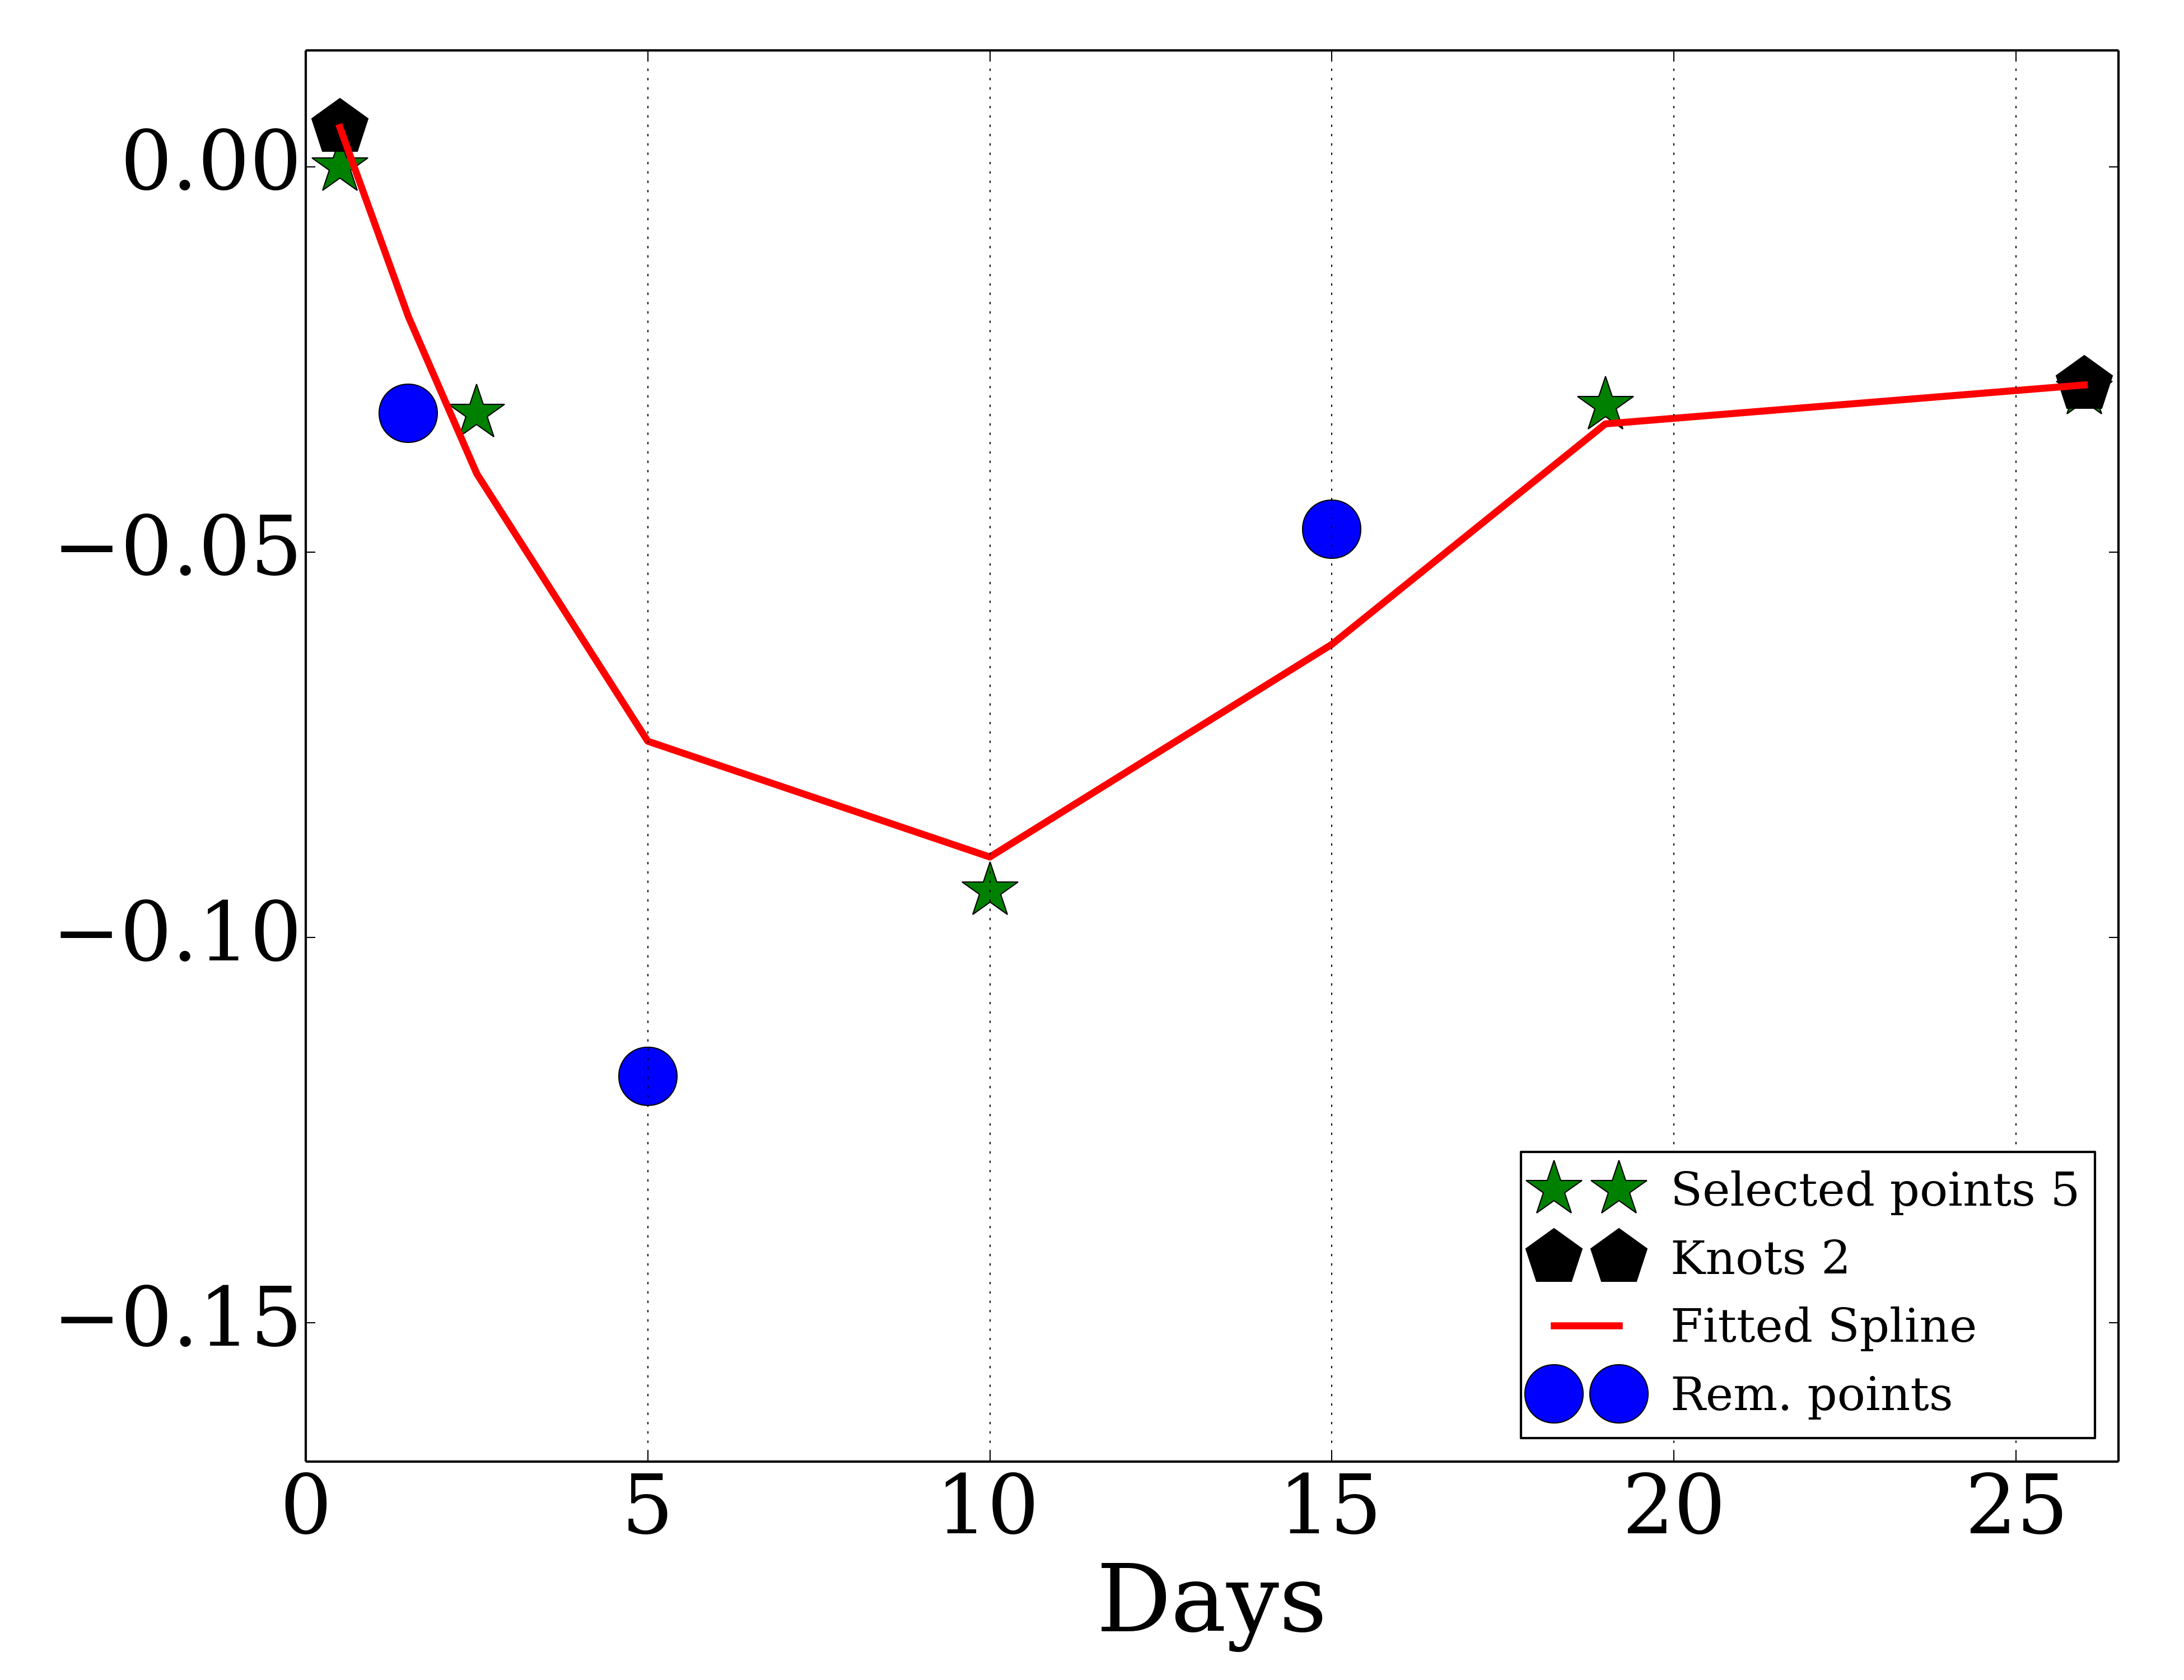 0.00
−0.05
−0.10
−0.15
0 5 10 15 20 25
Days
Selected points 5
Knots 2
Fitted Spline
Rem. points